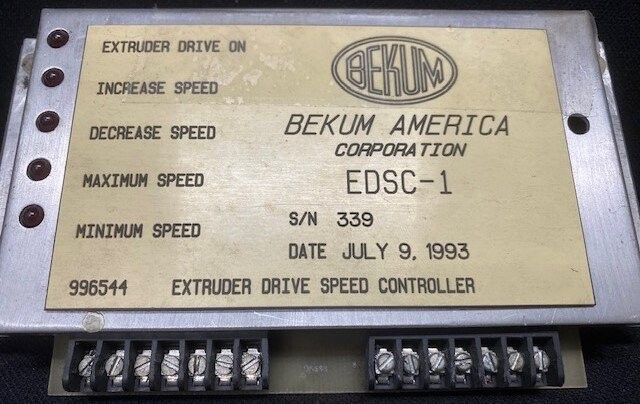 EXTRUDER DRIVE ON
INCREASE SPEED
DECREASE SPEED
MAXIMUM SPEED
MINIMUM SPEED
BEKUM
BEKUM AMERICA
CORPORATION
EDSC-1
S/N 339
DATE JULY 9, 1993
996544 EXTRUDER DRIVE SPEED CONTROLLER